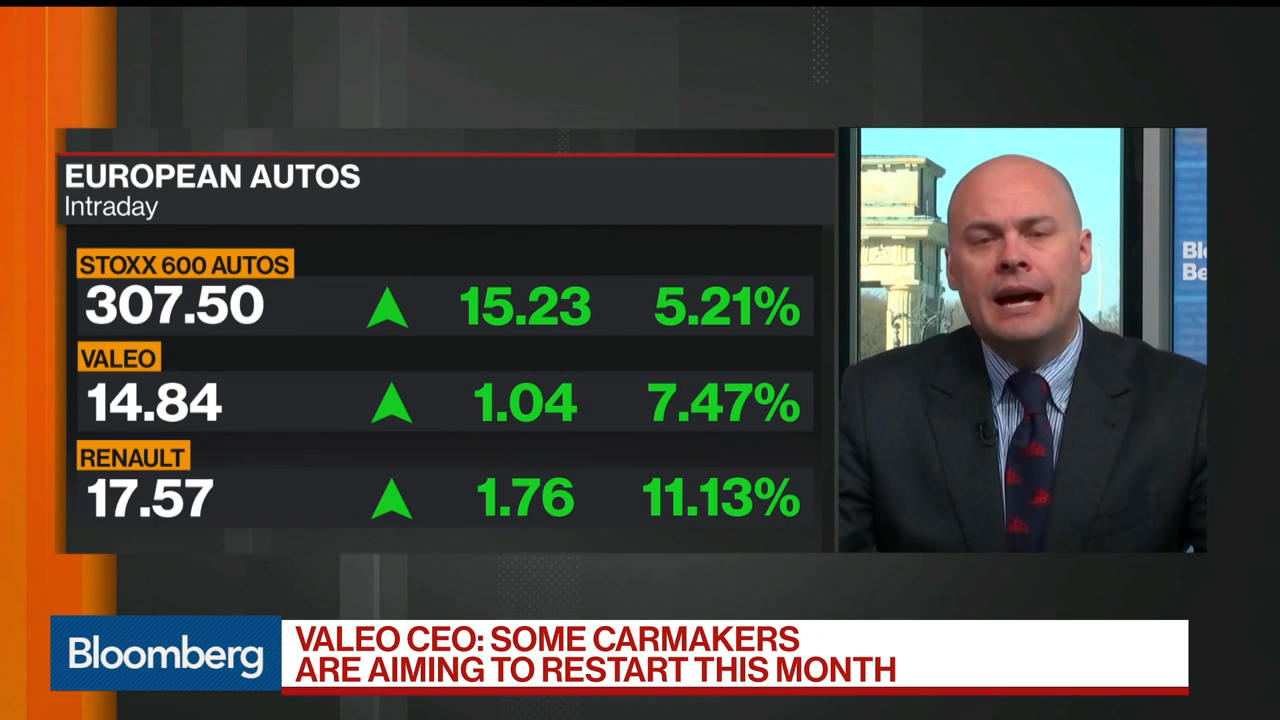 EUROPEAN AUTOS
Intraday
STOXX 600 AUTOS
307.50 ▲ 15.23 5.21%
VALEO
14.84 ▲ 1.04 7.47%
RENAULT
17.57 ▲ 1.76 11.13%
Bloomberg
VALEO CEO: SOME CARMAKERS
ARE AIMING TO RESTART THIS MONTH